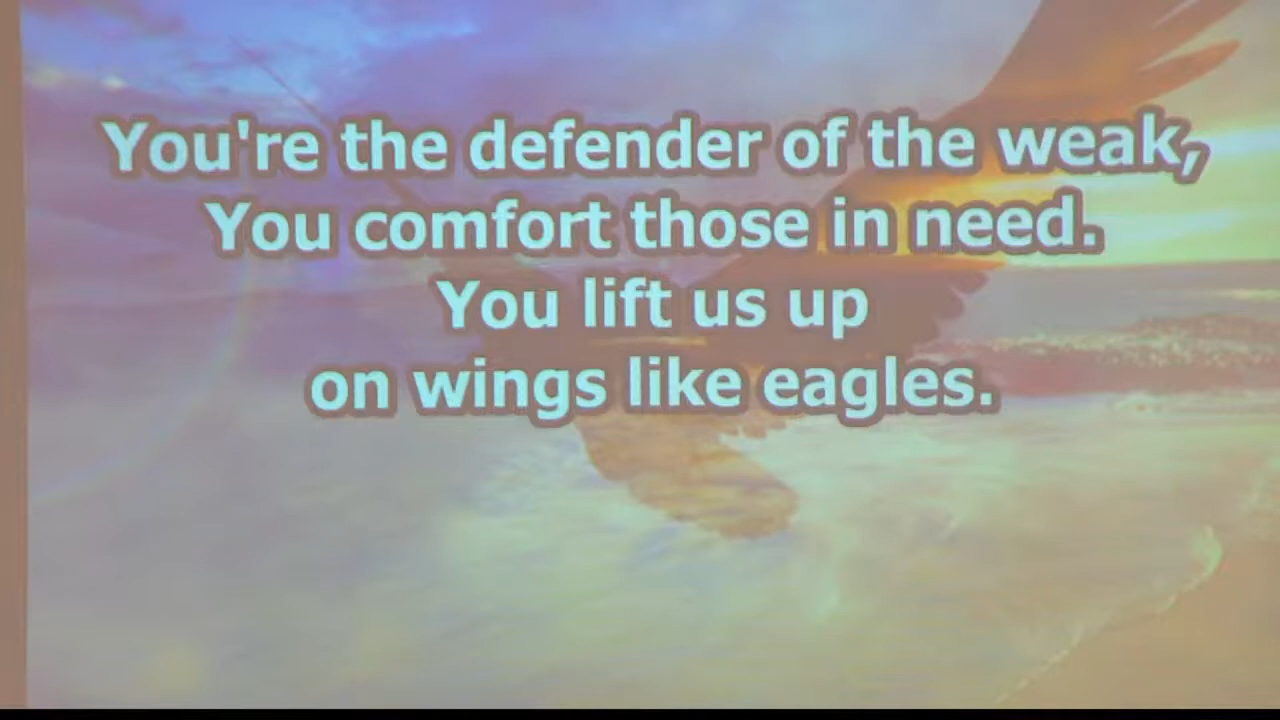 You're the defender of the weak,
You comfort those in need.
You lift us up
on wings like eagles.